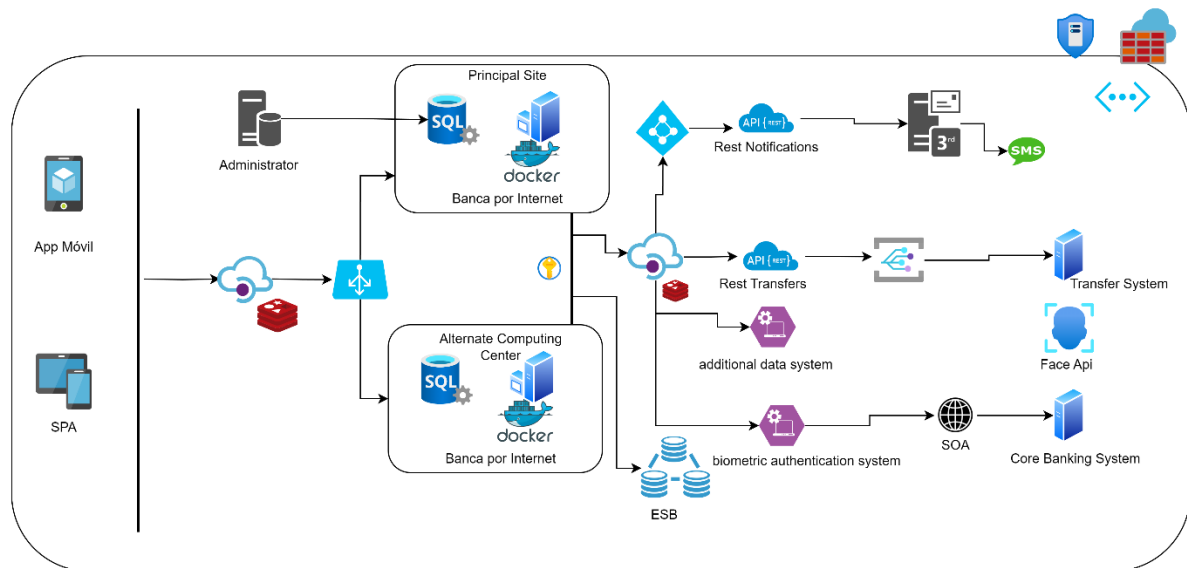 Principal Site
SQL
docker
Banca por Internet
Administrator
API {REST}
Rest Notifications
3rd
SMS
App Móvil
API {REST}
Rest Transfers
Transfer System
Alternate Computing
Center
SQL
docker
Banca por Internet
additional data system
Face Api
SPA
biometric authentication system
SOA
Core Banking System
ESB